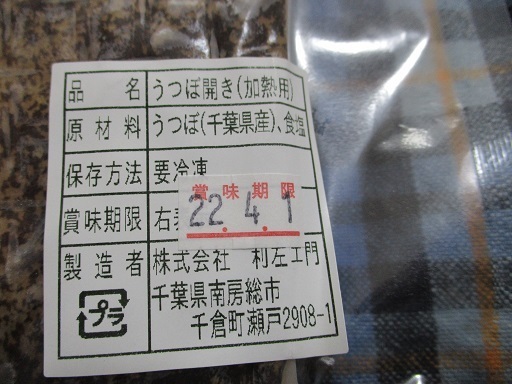 品名 うつぼ開き(加熱用)
原材料 うつぼ(千葉県産)、食塩
保存方法 要冷凍
賞味期限
22.4.1
賞味期限 右
製造者 株式会社 利左エ門
千葉県南房総市
千倉町瀬戸2908-1
プラ